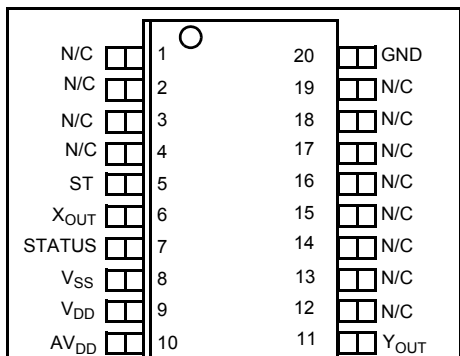 N/C 1 20 GND
N/C 2 19 N/C
N/C 3 18 N/C
N/C 4 17 N/C
ST 5 16 N/C
XOUT 6 15 N/C
STATUS 7 14 N/C
VSS 8 13 N/C
VDD 9 12 N/C
AVDD 10 11 YOUT